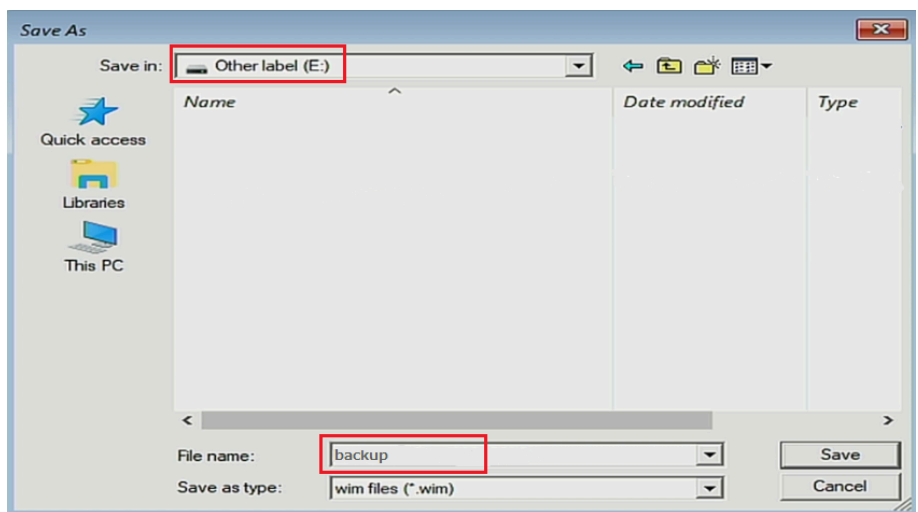 Save As
Save in: Other label (E:)
Name Date modified Type
Quick access
Libraries
This PC
File name: backup Save
Save as type: wim files (*.wim) Cancel